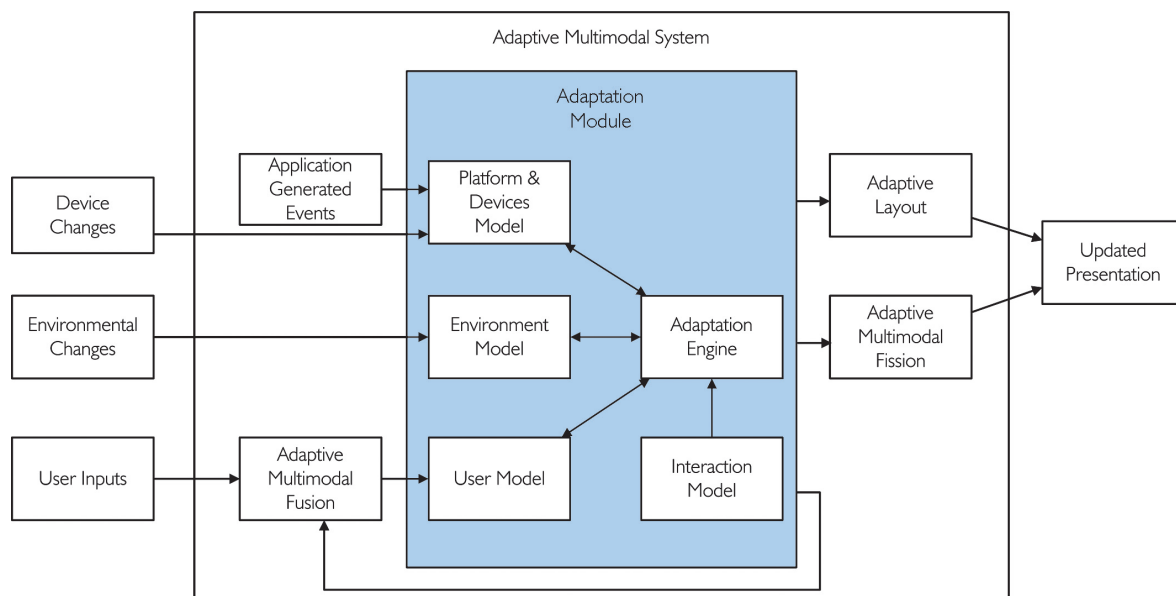 Adaptive Multimodal System
Adaptation
Module
Application
Generated
Events
Platform &
Devices
Model
Adaptive
Layout
Device
Changes
Updated
Presentation
Environmental
Changes
Environment
Model
Adaptation
Engine
Adaptive
Multimodal
Fission
User Inputs
Adaptive
Multimodal
Fusion
User Model
Interaction
Model